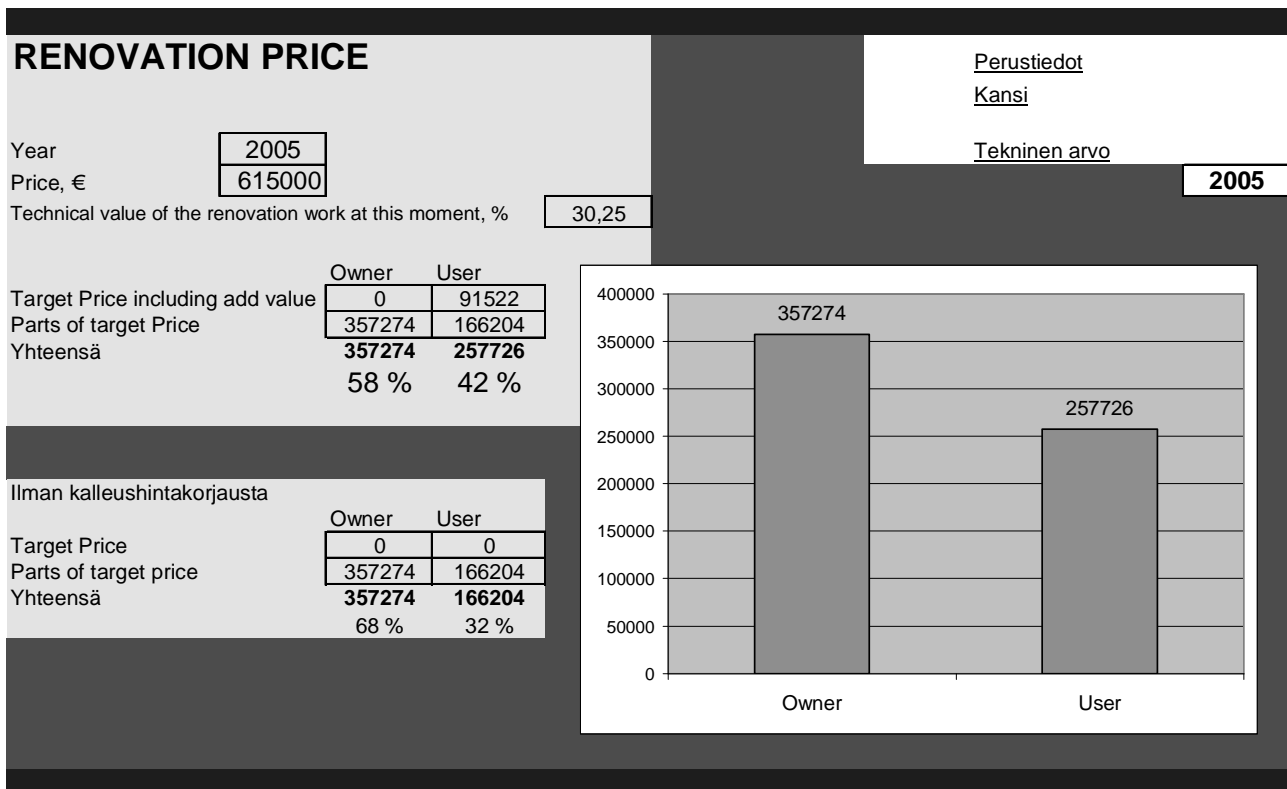 RENOVATION PRICE
Perustiedot
Kansi
Year 2005
Tekninen arvo
Price, € 615000
2005
Technical value of the renovation work at this moment, % 30,25
Owner User
Target Price including add value 0 91522
Parts of target Price 357274 166204
Yhteensä 357274 257726
58 % 42 %
Ilman kalleushintakorjausta
Owner User
Target Price 0 0
Parts of target price 357274 166204
Yhteensä 357274 166204
68 % 32 %
400000
357274
350000
300000
257726
250000
200000
150000
100000
50000
0
Owner User